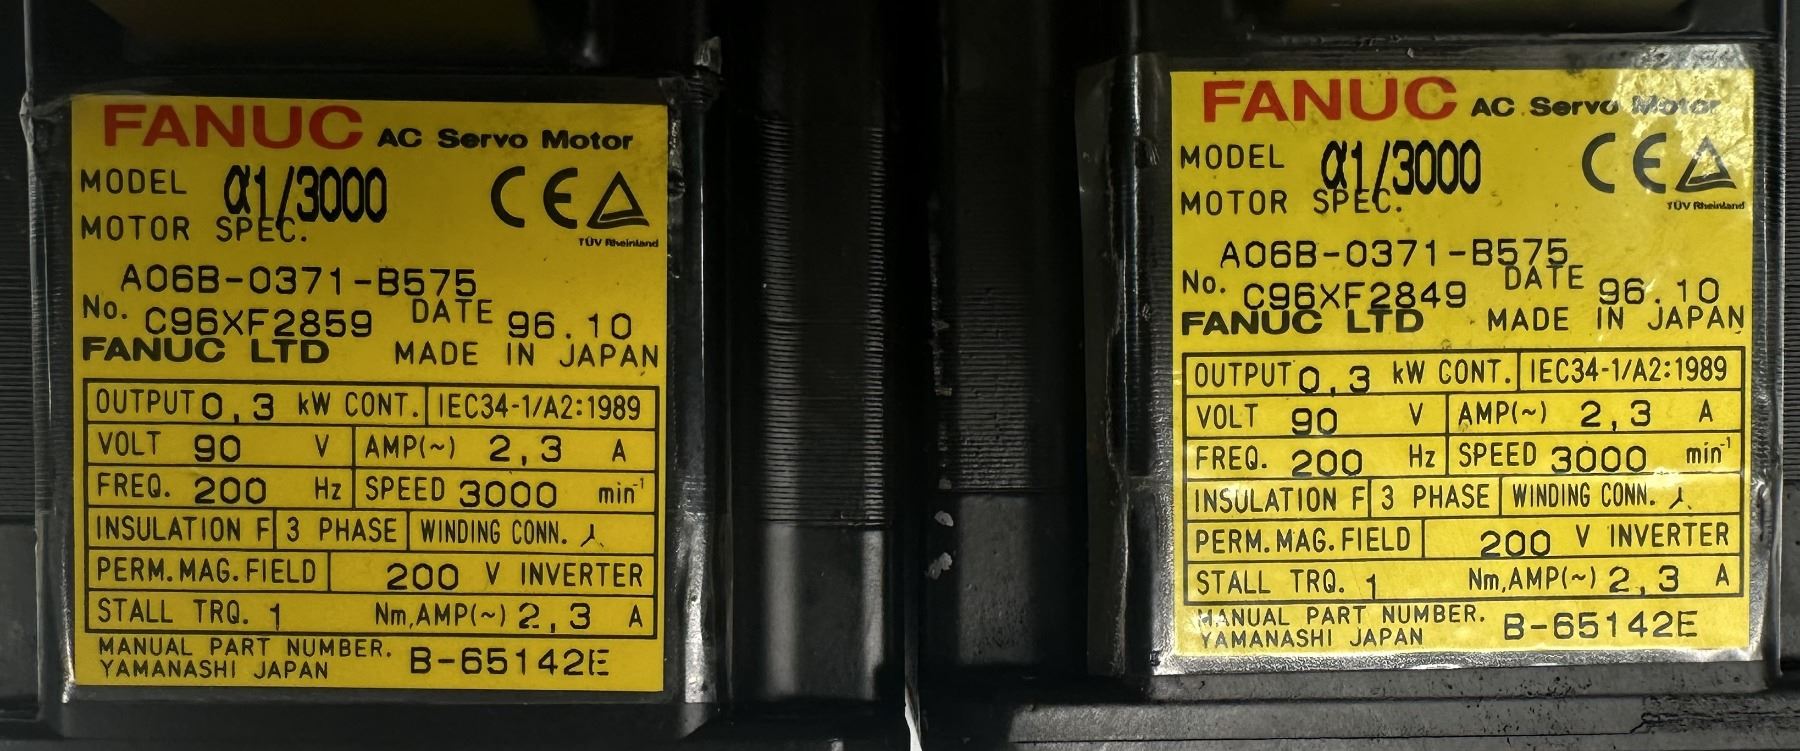 FANUC AC Servo Motor
MODEL α1/3000
CE
TÜV Rheinland
MOTOR SPEC.
A06B-0371-B575
No. C96XF2859 DATE 96.10
FANUC LTD MADE IN JAPAN
OUTPUT 0,3 kW CONT. IEC34-1/A2:1989
VOLT 90 V AMP(~) 2,3 A
FREQ. 200 Hz SPEED 3000 min-1
INSULATION F 3 PHASE WINDING CONN. ⅄
PERM.MAG.FIELD 200 V INVERTER
STALL TRQ. 1 Nm,AMP(~) 2,3 A
MANUAL PART NUMBER.
YAMANASHI JAPAN B-65142E
FANUC AC Servo Motor
MODEL α1/3000
CE
TÜV Rheinland
MOTOR SPEC.
A06B-0371-B575
No. C96XF2849 DATE 96.10
FANUC LTD MADE IN JAPAN
OUTPUT 0,3 kW CONT. IEC34-1/A2:1989
VOLT 90 V AMP(~) 2,3 A
FREQ. 200 Hz SPEED 3000 min-1
INSULATION F 3 PHASE WINDING CONN. ⅄
PERM.MAG.FIELD 200 V INVERTER
STALL TRQ. 1 Nm,AMP(~) 2,3 A
MANUAL PART NUMBER.
YAMANASHI JAPAN B-65142E